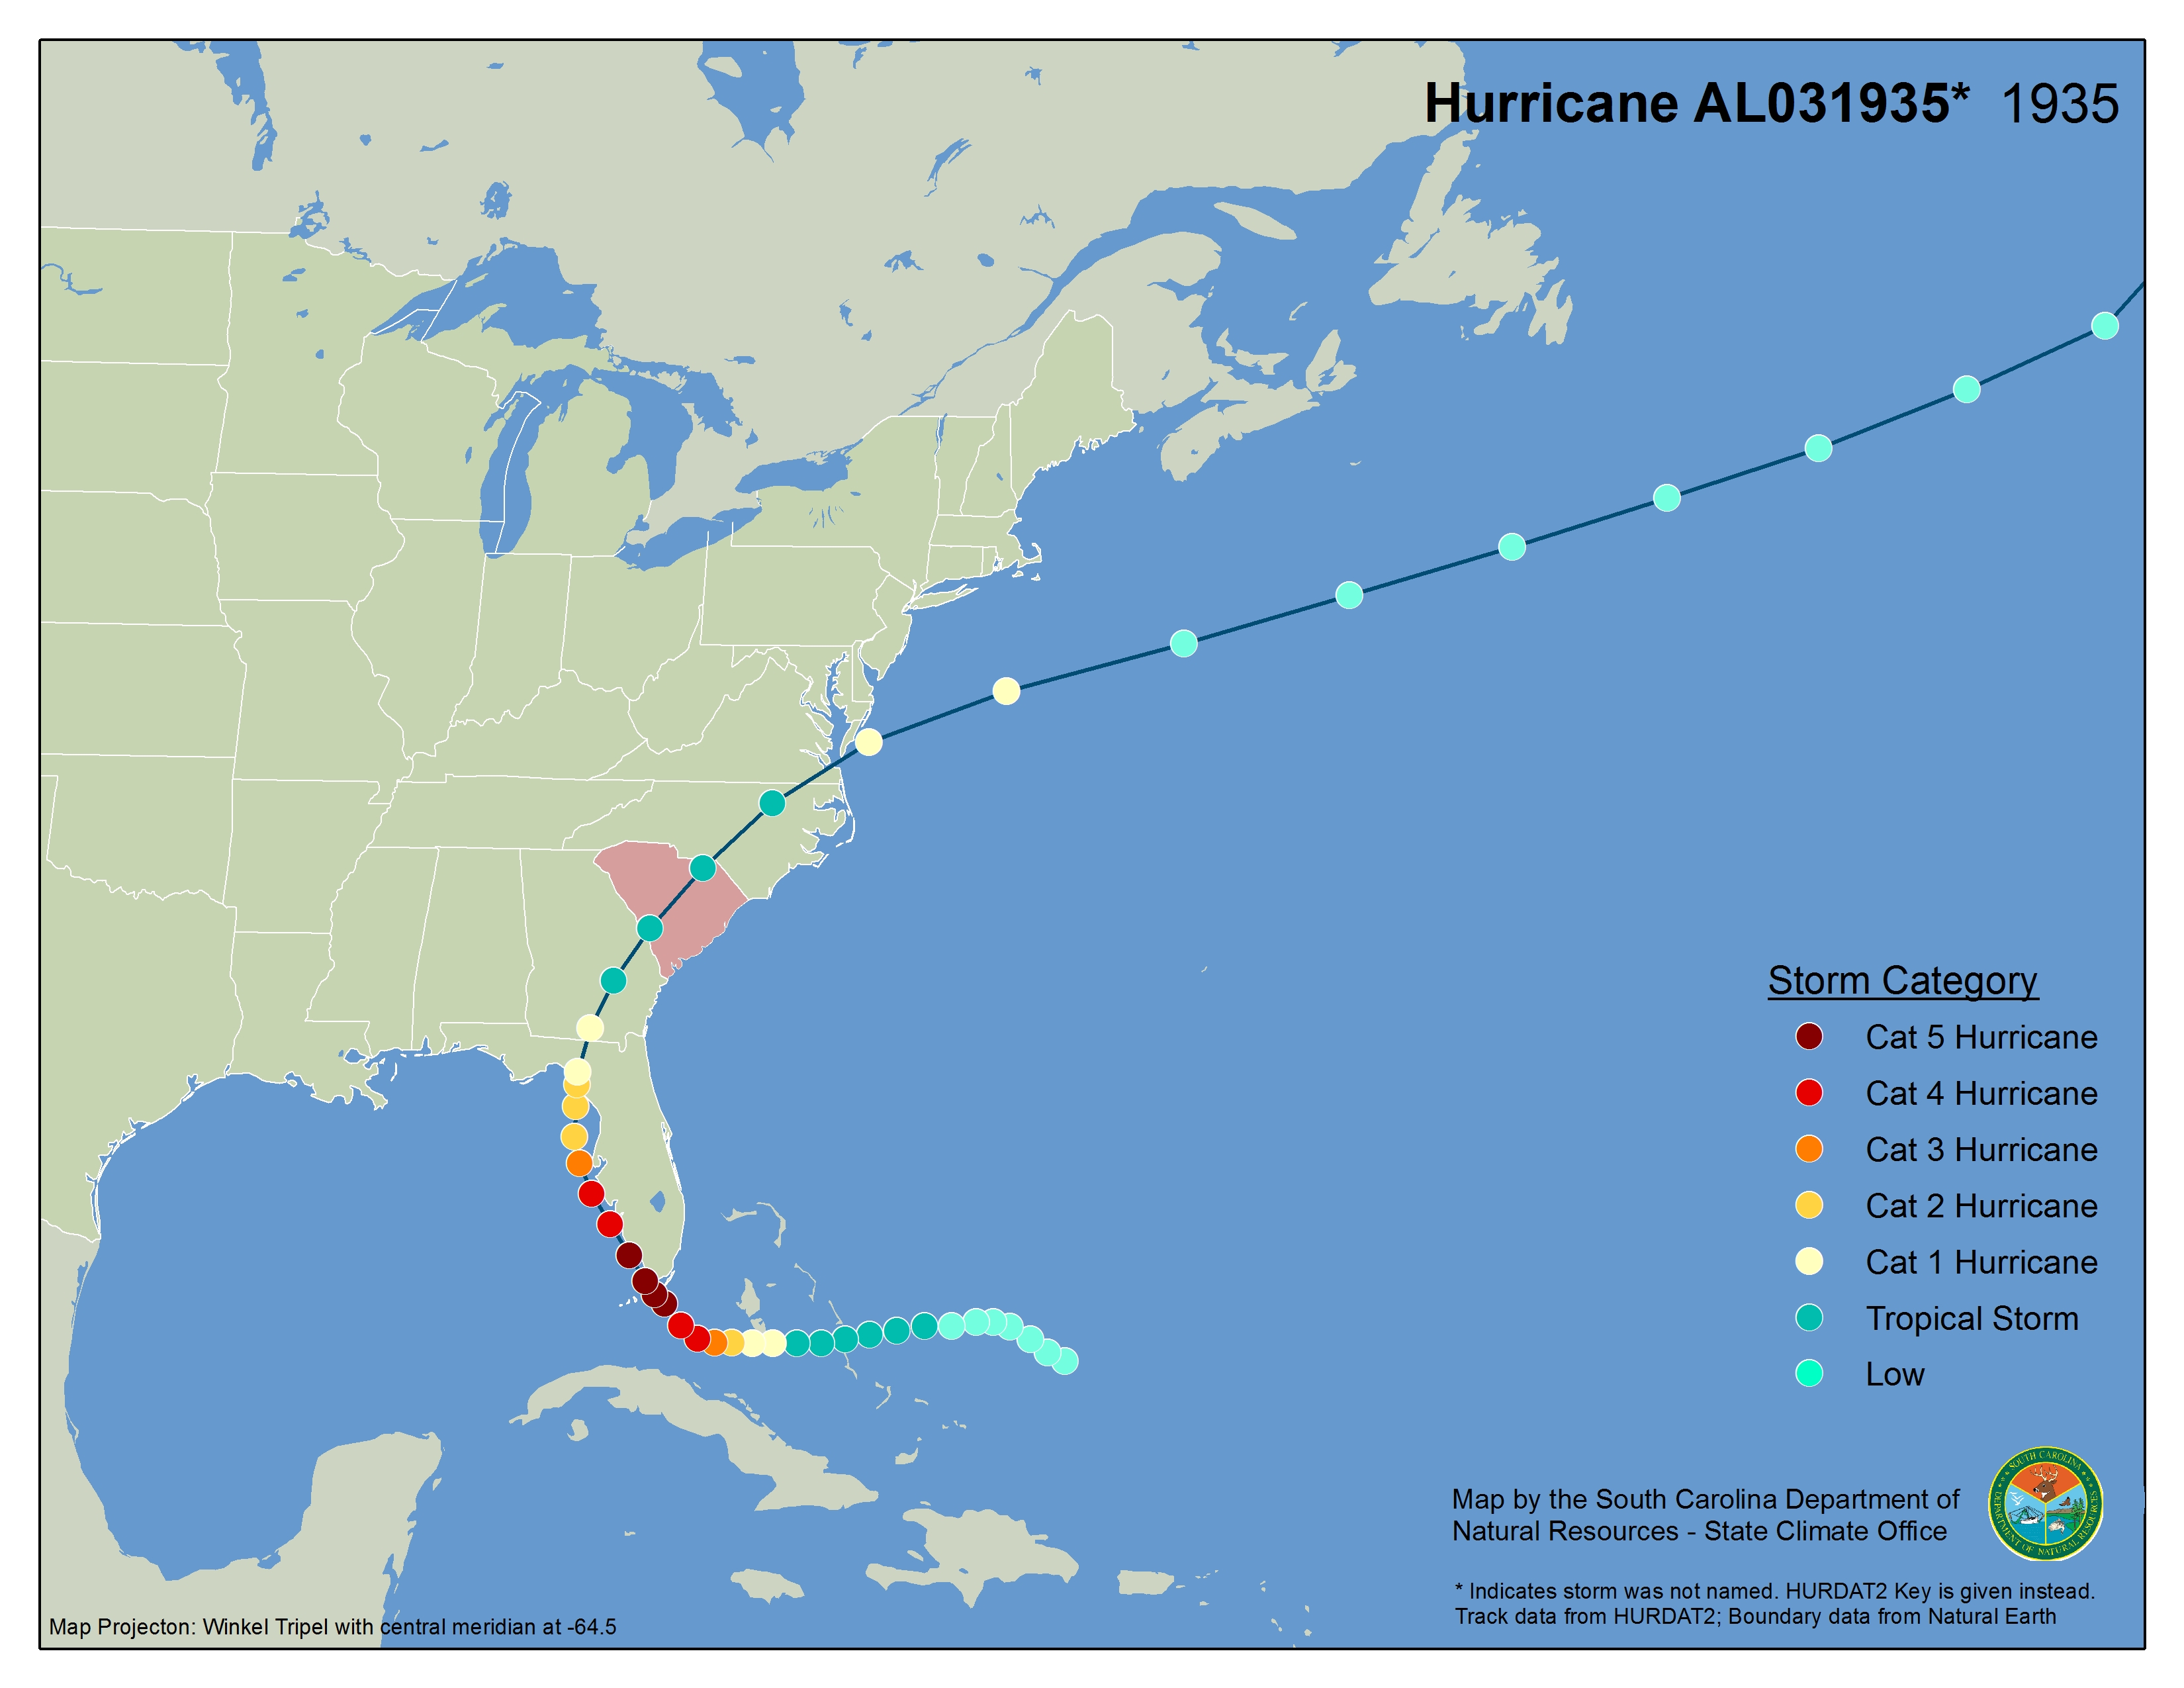 Hurricane AL031935* 1935
Storm Category
Cat 5 Hurricane
Cat 4 Hurricane
Cat 3 Hurricane
Cat 2 Hurricane
Cat 1 Hurricane
Tropical Storm
Low
Map by the South Carolina Department of
Natural Resources - State Climate Office
SOUTH CAROLINA
DEPARTMENT OF NATURAL RESOURCES
* Indicates storm was not named. HURDAT2 Key is given instead.
Track data from HURDAT2; Boundary data from Natural Earth
Map Projecton: Winkel Tripel with central meridian at -64.5